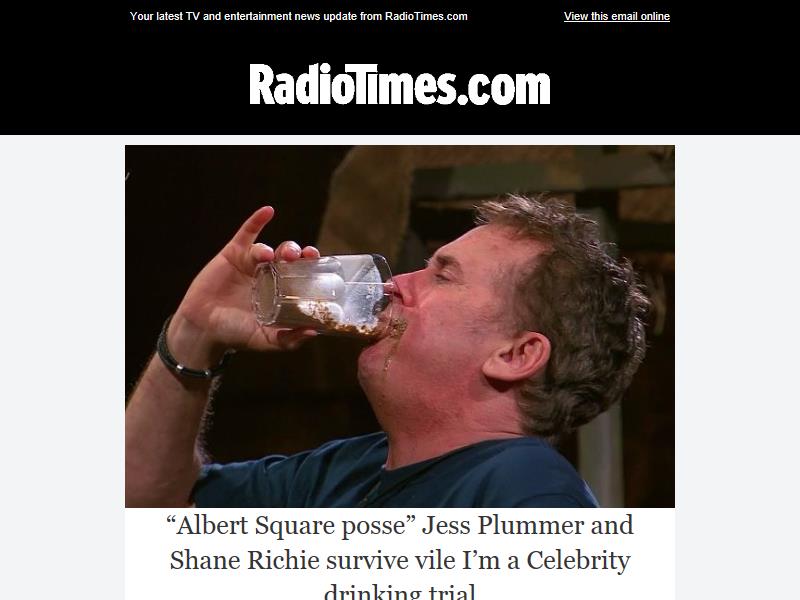 Your latest TV and entertainment news update from RadioTimes.com
View this email online
RadioTimes.com
“Albert Square posse” Jess Plummer and
Shane Richie survive vile I’m a Celebrity
drinking trial